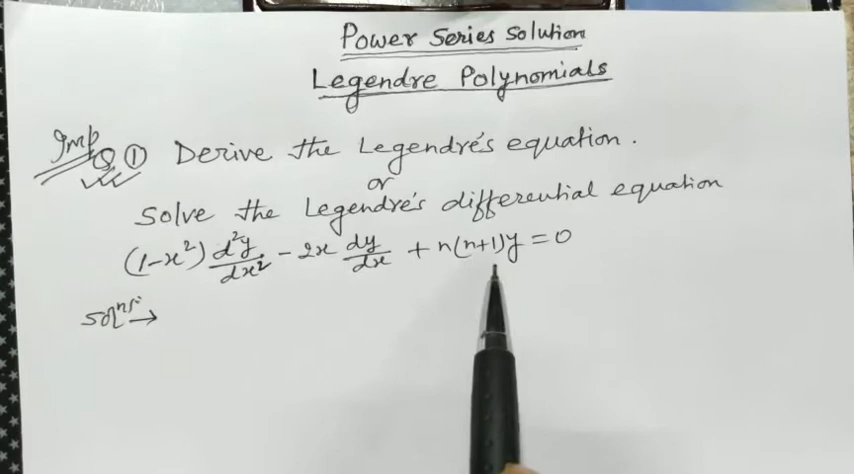 Power Series Solution
Legendre Polynomials
Imp Q ① Derive the Legendre's equation.
or
Solve the Legendre's differential equation
(1-x²) d²y/dx² - 2x dy/dx + n(n+1)y = 0
Solⁿ:→